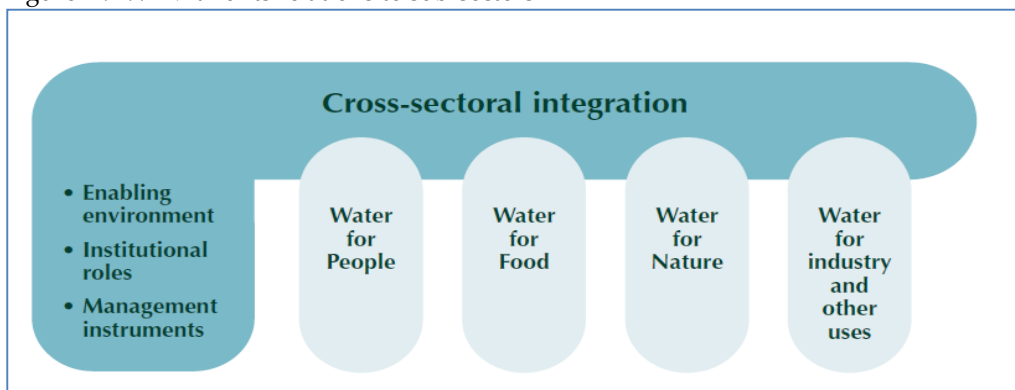 Cross-sectoral integration
• Enabling
environment
• Institutional
roles
• Management
instruments
Water
for
People
Water
for
Food
Water
for
Nature
Water
for
industry
and
other
uses